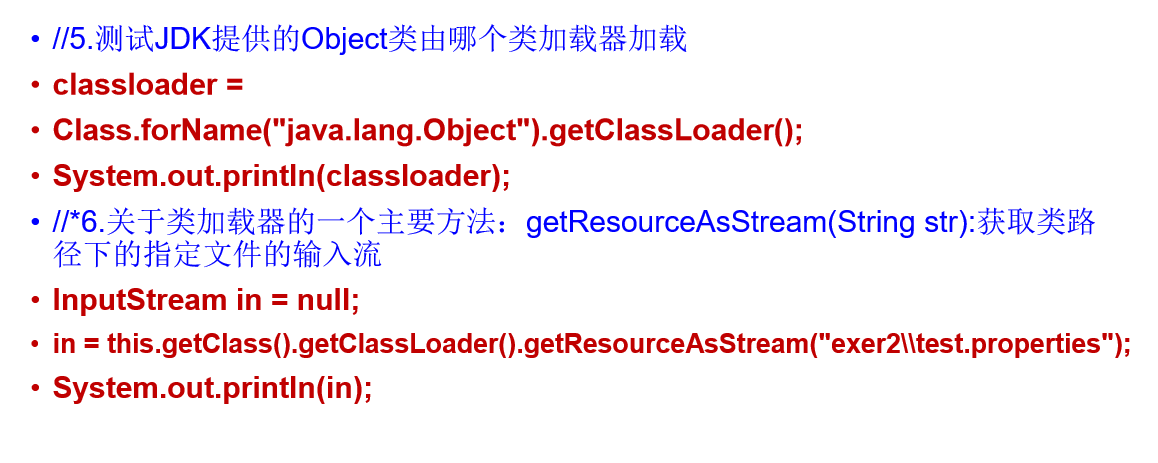 • //5.测试JDK提供的Object类由哪个类加载器加载
• classloader =
• Class.forName("java.lang.Object").getClassLoader();
• System.out.println(classloader);
• //*6.关于类加载器的一个主要方法：getResourceAsStream(String str):获取类路
径下的指定文件的输入流
• InputStream in = null;
• in = this.getClass().getClassLoader().getResourceAsStream("exer2\\test.properties");
• System.out.println(in);